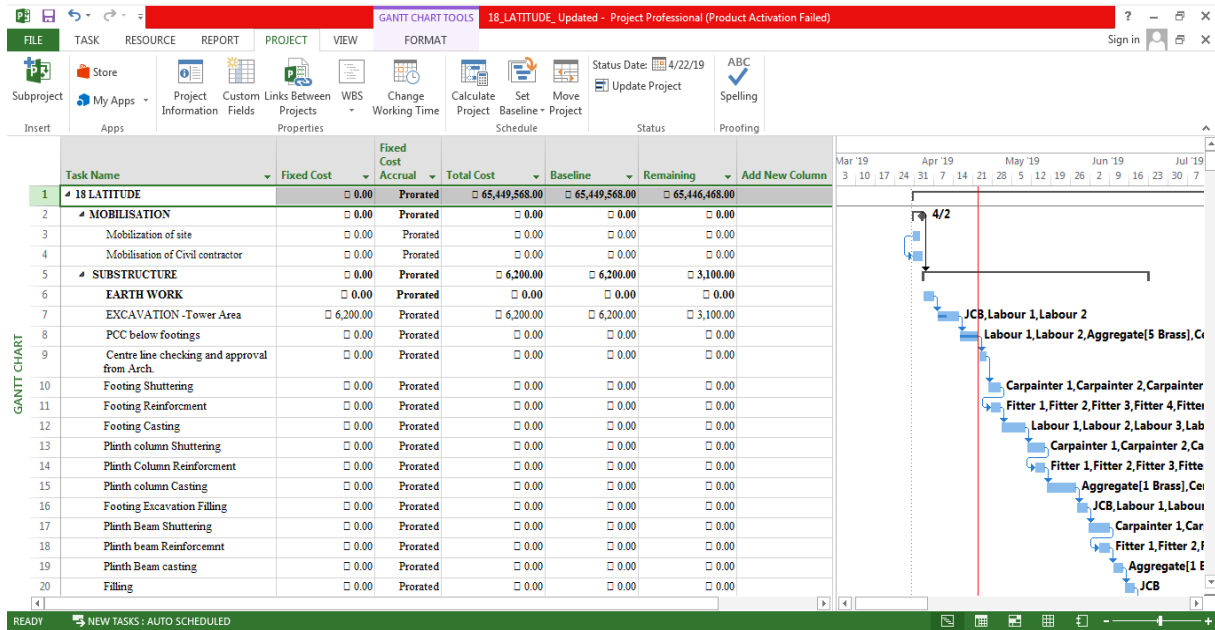 GANTT CHART TOOLS 18_LATITUDE_ Updated - Project Professional (Product Activation Failed)
FILE TASK RESOURCE REPORT PROJECT VIEW FORMAT Sign in
Subproject
Insert
Store
My Apps
Apps
Project Information
Custom Fields
Links Between Projects
WBS
Change Working Time
Properties
Calculate Project
Set Baseline
Move Project
Schedule
Status Date: 4/22/19
Update Project
Status
ABC
Spelling
Proofing
Task Name Fixed Cost Fixed Cost Accrual Total Cost Baseline Remaining Add New Column
Mar '19 Apr '19 May '19 Jun '19 Jul '19
3 10 17 24 31 7 14 21 28 5 12 19 26 2 9 16 23 30 7
1 18 LATITUDE 0.00 Prorated 65,449,568.00 65,449,568.00 65,446,468.00
2 MOBILISATION 0.00 Prorated 0.00 0.00 0.00 4/2
3 Mobilization of site 0.00 Prorated 0.00 0.00 0.00
4 Mobilisation of Civil contractor 0.00 Prorated 0.00 0.00 0.00
5 SUBSTRUCTURE 0.00 Prorated 6,200.00 6,200.00 3,100.00
6 EARTH WORK 0.00 Prorated 0.00 0.00 0.00
7 EXCAVATION -Tower Area 6,200.00 Prorated 6,200.00 6,200.00 3,100.00 JCB,Labour 1,Labour 2
8 PCC below footings 0.00 Prorated 0.00 0.00 0.00 Labour 1,Labour 2,Aggregate[5 Brass],Ce
9 Centre line checking and approval from Arch. 0.00 Prorated 0.00 0.00 0.00
10 Footing Shuttering 0.00 Prorated 0.00 0.00 0.00 Carpainter 1,Carpainter 2,Carpainter
11 Footing Reinforcment 0.00 Prorated 0.00 0.00 0.00 Fitter 1,Fitter 2,Fitter 3,Fitter 4,Fitter
12 Footing Casting 0.00 Prorated 0.00 0.00 0.00 Labour 1,Labour 2,Labour 3,Lab
13 Plinth column Shuttering 0.00 Prorated 0.00 0.00 0.00 Carpainter 1,Carpainter 2,Ca
14 Plinth Column Reinforcment 0.00 Prorated 0.00 0.00 0.00 Fitter 1,Fitter 2,Fitter 3,Fitte
15 Plinth column Casting 0.00 Prorated 0.00 0.00 0.00 Aggregate[1 Brass],Cer
16 Footing Excavation Filling 0.00 Prorated 0.00 0.00 0.00 JCB,Labour 1,Labour
17 Plinth Beam Shuttering 0.00 Prorated 0.00 0.00 0.00 Carpainter 1,Car
18 Plinth beam Reinforcemnt 0.00 Prorated 0.00 0.00 0.00 Fitter 1,Fitter 2,F
19 Plinth Beam casting 0.00 Prorated 0.00 0.00 0.00 Aggregate[1 B
20 Filling 0.00 Prorated 0.00 0.00 0.00 JCB
GANTT CHART
READY NEW TASKS : AUTO SCHEDULED